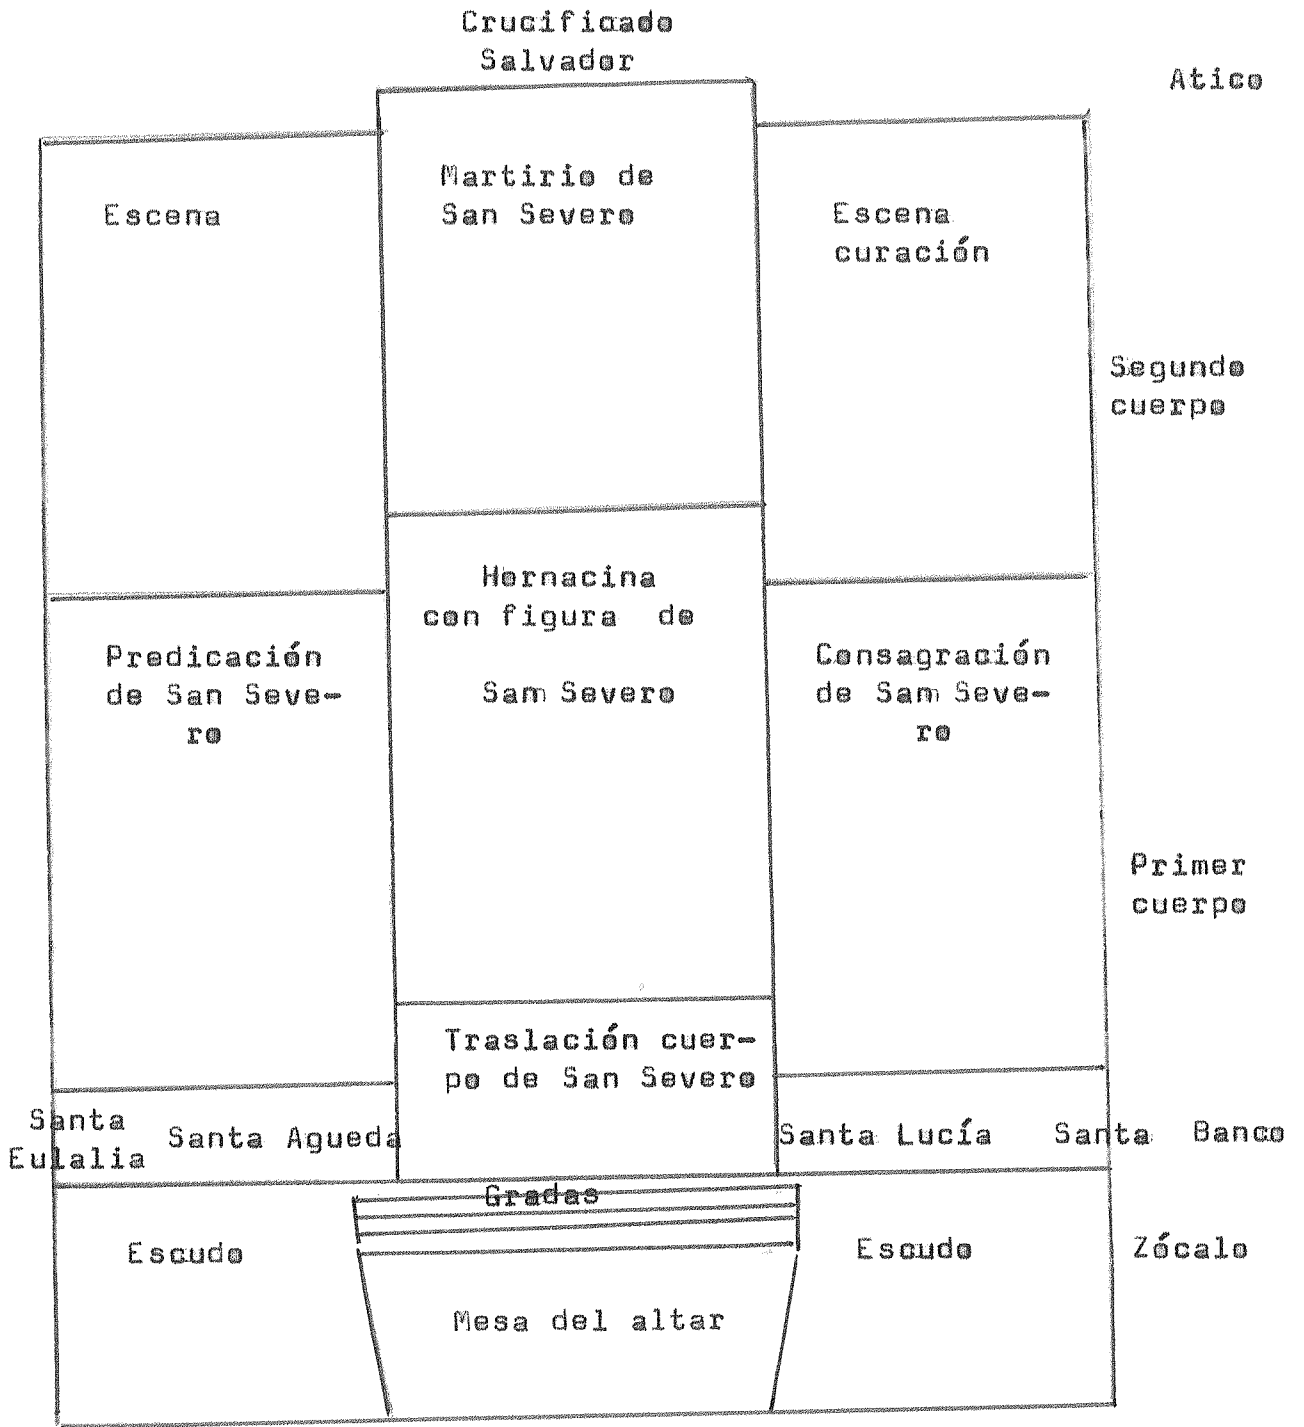 Crucificado
Salvador
Atico
Escena
Martirio de
San Severo
Escena
curación
Segundo
cuerpo
Predicación
de San Seve-
ro
Hornacina
con figura de
San Severo
Consagración
de San Seve-
ro
Primer
cuerpo
Traslación cuer-
po de San Severo
Santa
Eulalia
Santa Agueda
Santa Lucía
Santa
Banco
Gradas
Escudo
Escudo
Zócalo
Mesa del altar